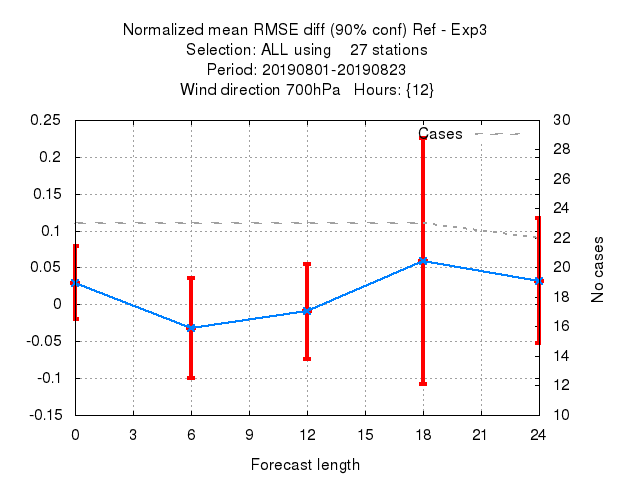 Normalized mean RMSE diff (90% conf) Ref - Exp3
Selection: ALL using    27 stations
Period: 20190801-20190823
Wind direction 700hPa   Hours: {12}
Cases
0.25
0.2
0.15
0.1
0.05
0
-0.05
-0.1
-0.15
30
28
26
24
22
20
18
16
14
12
10
No cases
0 3 6 9 12 15 18 21 24
Forecast length